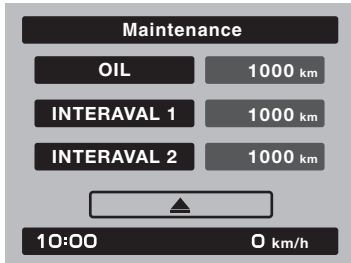 Maintenance
OIL 1000 km
INTERAVAL 1 1000 km
INTERAVAL 2 1000 km
10:00 0 km/h